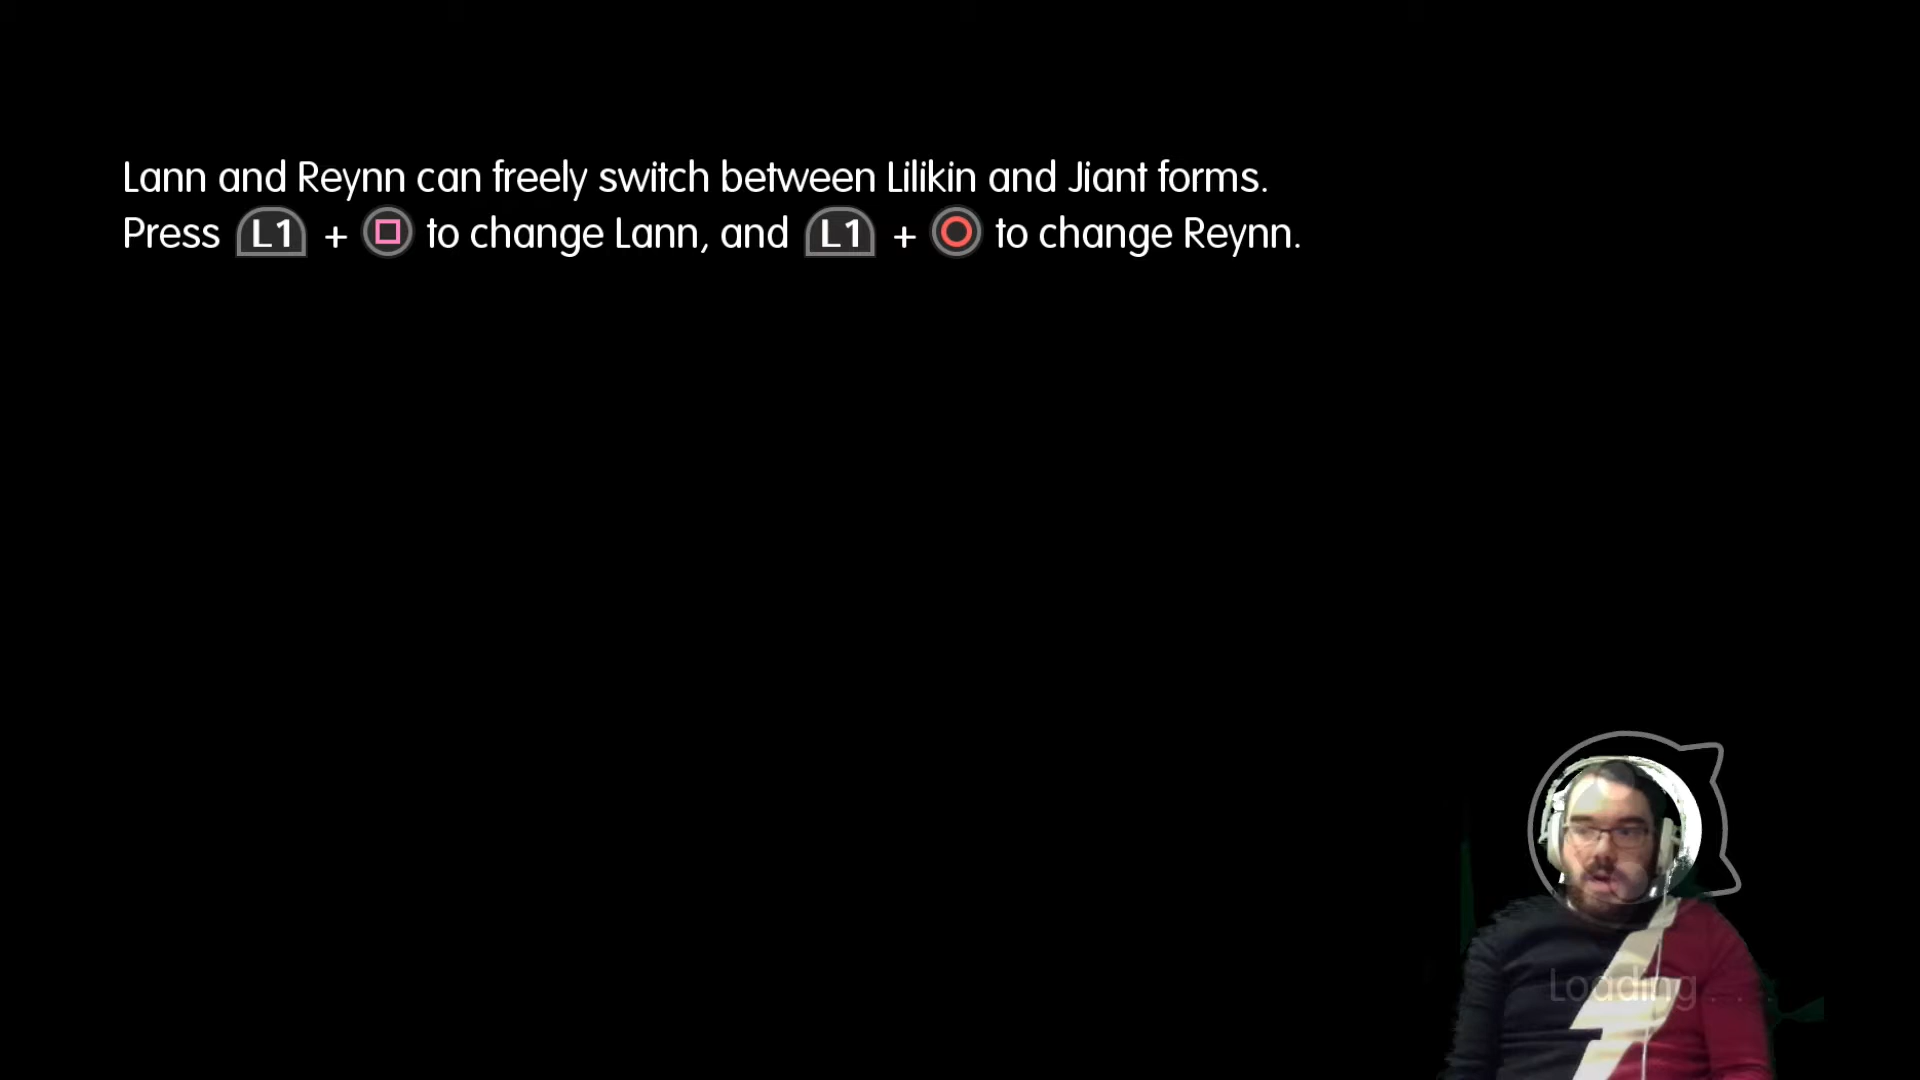 Lann and Reynn can freely switch between Lilikin and Jiant forms.
Press L1 + to change Lann, and L1 + to change Reynn.
Loading . . .